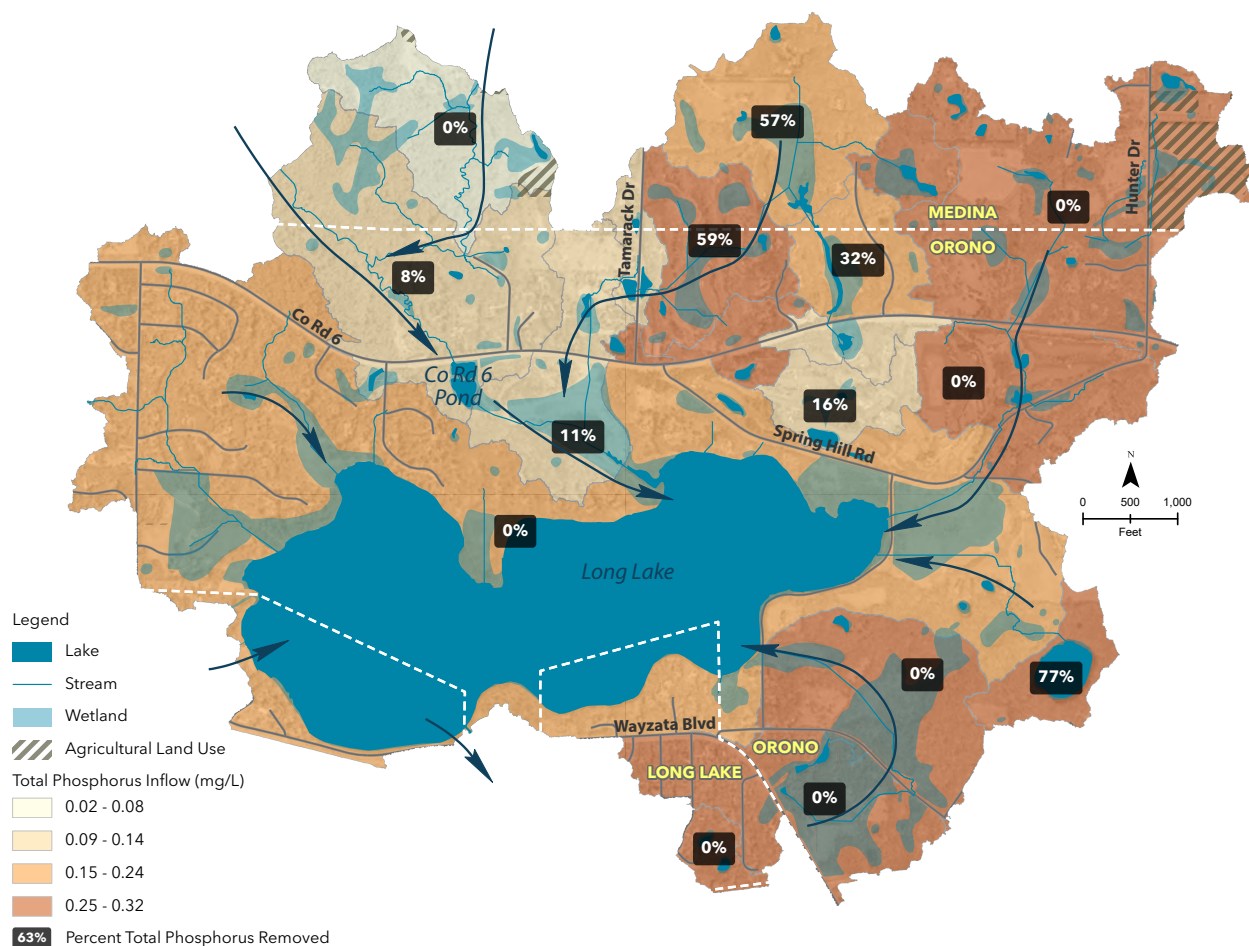 0%
57%
Hunter Dr
MEDINA
0%
Tamarack Dr
59%
ORONO
32%
8%
Co Rd 6
Co Rd 6
Pond
0%
16%
11%
Spring Hill Rd
N
0 500 1,000
Feet
0%
Long Lake
0%
77%
Wayzata Blvd
ORONO
LONG LAKE
0%
0%
Legend
Lake
Stream
Wetland
Agricultural Land Use
Total Phosphorus Inflow (mg/L)
0.02 - 0.08
0.09 - 0.14
0.15 - 0.24
0.25 - 0.32
63% Percent Total Phosphorus Removed